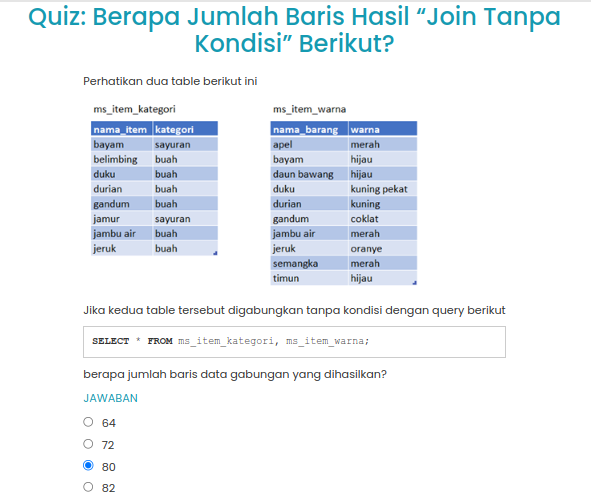 Quiz: Berapa Jumlah Baris Hasil “Join Tanpa
Kondisi” Berikut?
Perhatikan dua table berikut ini
ms_item_kategori
nama_item kategori
bayam sayuran
belimbing buah
duku buah
durian buah
gandum buah
jamur sayuran
jambu air buah
jeruk buah
ms_item_warna
nama_barang warna
apel merah
bayam hijau
daun bawang hijau
duku kuning pekat
durian kuning
gandum coklat
jambu air merah
jeruk oranye
semangka merah
timun hijau
Jika kedua table tersebut digabungkan tanpa kondisi dengan query berikut
SELECT * FROM ms_item_kategori, ms_item_warna;
berapa jumlah baris data gabungan yang dihasilkan?
JAWABAN
64
72
80
82